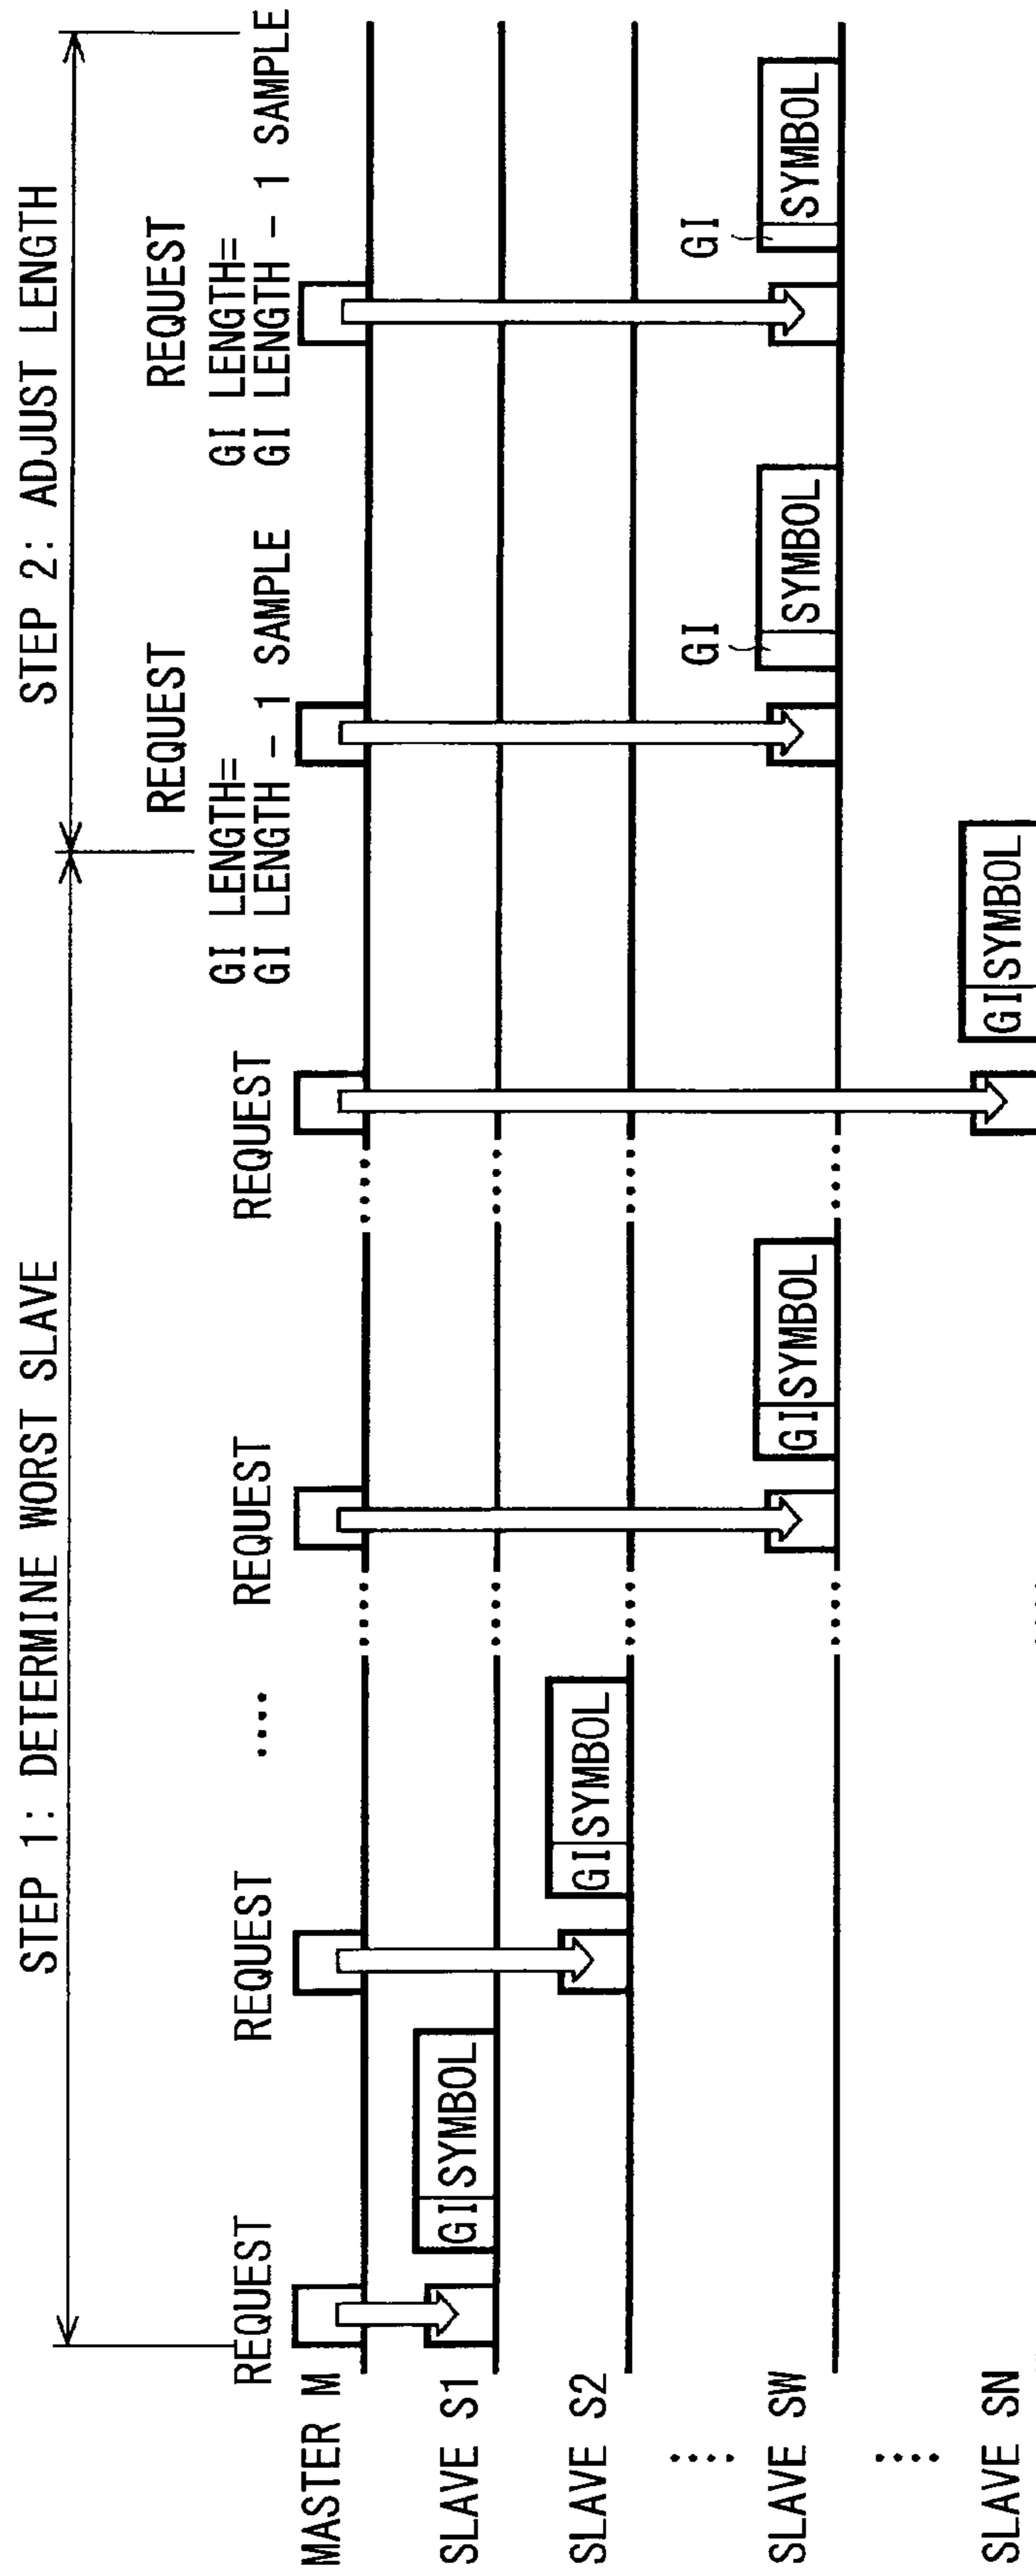 STEP 1: DETERMINE WORST SLAVE
STEP 2: ADJUST LENGTH
REQUEST
REQUEST
....
REQUEST
REQUEST
REQUEST
GI LENGTH=
GI LENGTH - 1 SAMPLE
REQUEST
GI LENGTH=
GI LENGTH - 1 SAMPLE
MASTER M
SLAVE S1
GI SYMBOL
SLAVE S2
GI SYMBOL
....
SLAVE SW
GI SYMBOL
GI
SYMBOL
GI
SYMBOL
....
SLAVE SN
GI SYMBOL